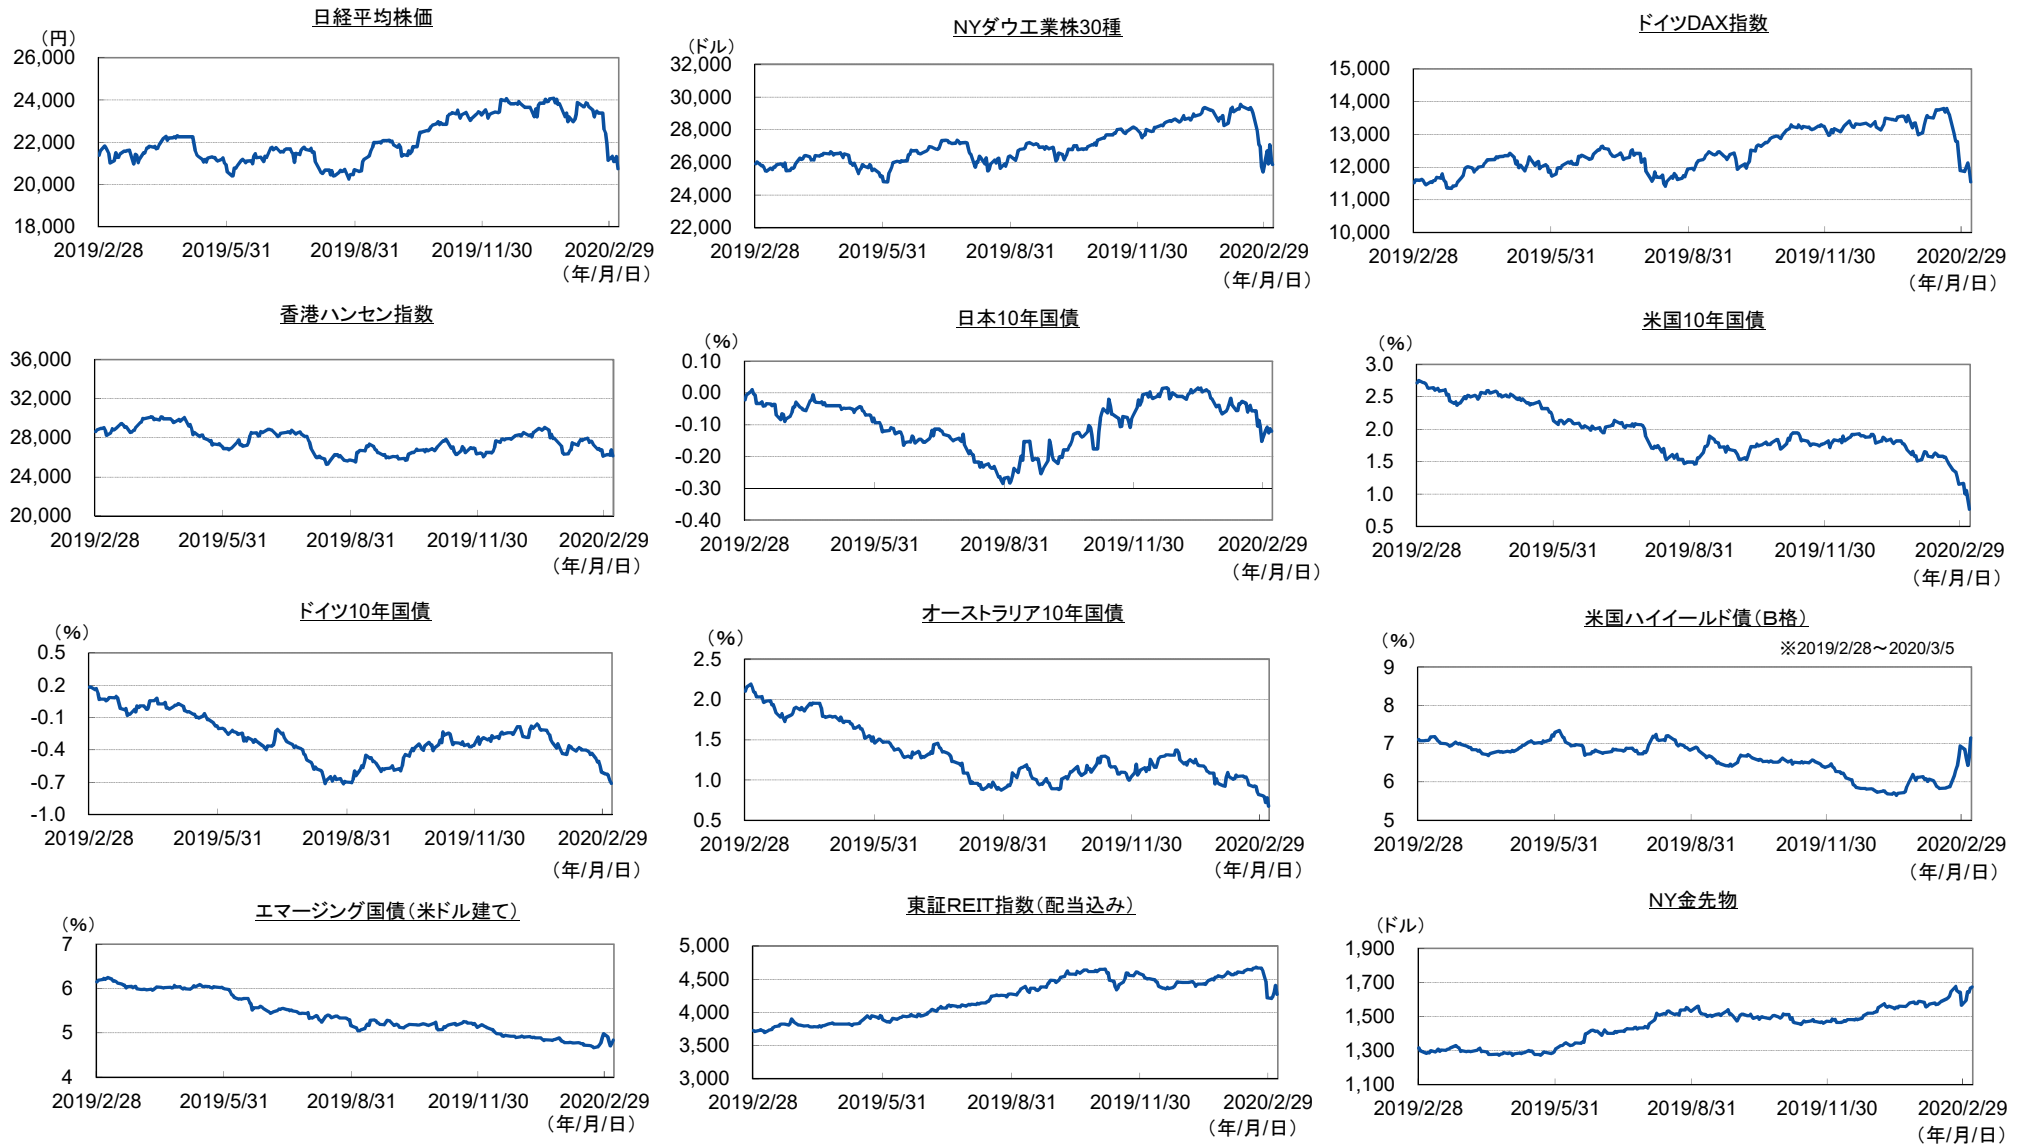 日経平均株価
（円）
26,000
24,000
22,000
20,000
18,000
2019/2/28 2019/5/31 2019/8/31 2019/11/30 2020/2/29
（年/月/日）
NYダウ工業株30種
（ドル）
32,000
30,000
28,000
26,000
24,000
22,000
2019/2/28 2019/5/31 2019/8/31 2019/11/30 2020/2/29
（年/月/日）
ドイツDAX指数
15,000
14,000
13,000
12,000
11,000
10,000
2019/2/28 2019/5/31 2019/8/31 2019/11/30 2020/2/29
（年/月/日）
香港ハンセン指数
36,000
32,000
28,000
24,000
20,000
2019/2/28 2019/5/31 2019/8/31 2019/11/30 2020/2/29
（年/月/日）
日本10年国債
（%）
0.10
0.00
-0.10
-0.20
-0.30
-0.40
2019/2/28 2019/5/31 2019/8/31 2019/11/30 2020/2/29
（年/月/日）
米国10年国債
（%）
3.0
2.5
2.0
1.5
1.0
0.5
2019/2/28 2019/5/31 2019/8/31 2019/11/30 2020/2/29
（年/月/日）
ドイツ10年国債
（%）
0.5
0.2
-0.1
-0.4
-0.7
-1.0
2019/2/28 2019/5/31 2019/8/31 2019/11/30 2020/2/29
（年/月/日）
オーストラリア10年国債
（%）
2.5
2.0
1.5
1.0
0.5
2019/2/28 2019/5/31 2019/8/31 2019/11/30 2020/2/29
（年/月/日）
米国ハイイールド債（B格）
（%）
※2019/2/28～2020/3/5
9
8
7
6
5
2019/2/28 2019/5/31 2019/8/31 2019/11/30 2020/2/29
（年/月/日）
エマージング国債（米ドル建て）
（%）
7
6
5
4
2019/2/28 2019/5/31 2019/8/31 2019/11/30 2020/2/29
（年/月/日）
東証REIT指数（配当込み）
5,000
4,500
4,000
3,500
3,000
2019/2/28 2019/5/31 2019/8/31 2019/11/30 2020/2/29
（年/月/日）
NY金先物
（ドル）
1,900
1,700
1,500
1,300
1,100
2019/2/28 2019/5/31 2019/8/31 2019/11/30 2020/2/29
（年/月/日）